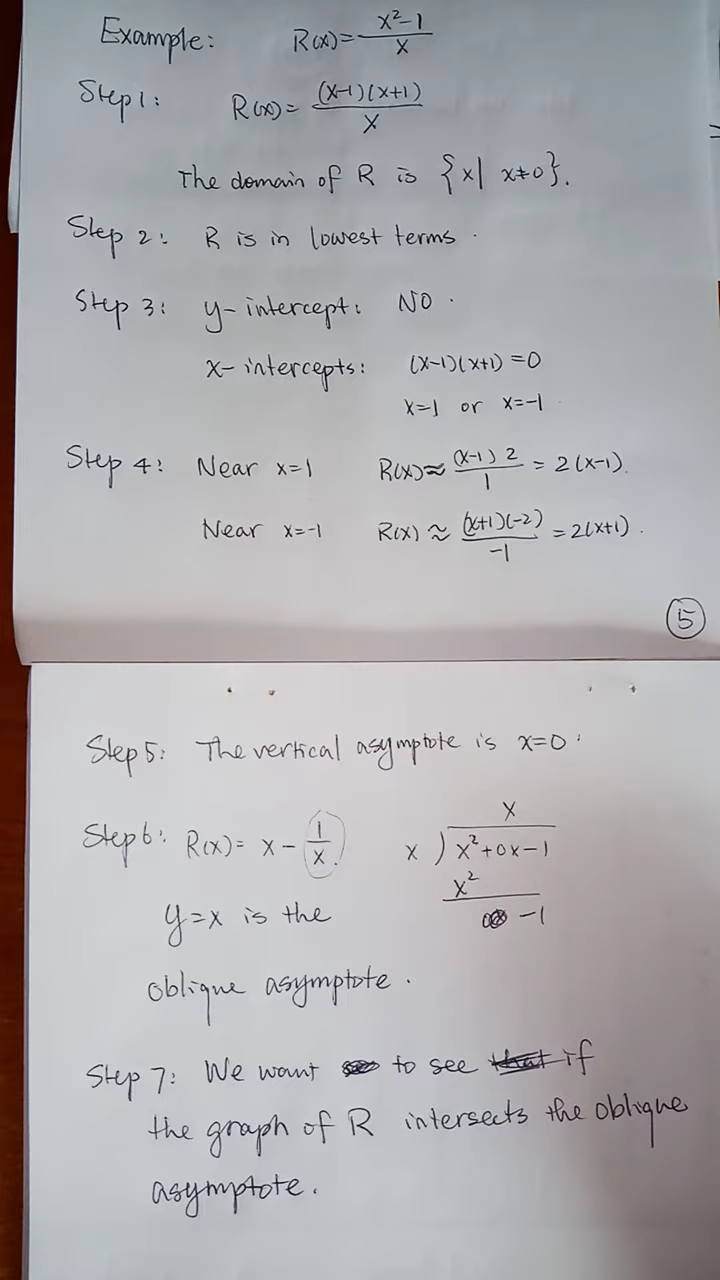 Example: R(x)= x²-1 / x
Step 1: R(x)= (x-1)(x+1) / x
The domain of R is {x| x≠0}.
Step 2: R is in lowest terms.
Step 3: y-intercept: NO.
x-intercepts: (x-1)(x+1)=0
x=1 or x=-1
Step 4: Near x=1 R(x)≈ (x-1) 2 / 1 = 2(x-1).
Near x=-1 R(x) ≈ (x+1)(-2) / -1 = 2(x+1).
5
Step 5: The vertical asymptote is x=0.
Step 6: R(x)= x - 1/x.
y=x is the
oblique asymptote.
x
x ) x²+0x-1
x²
-1
Step 7: We want to see that if
the graph of R intersects the oblique
asymptote.